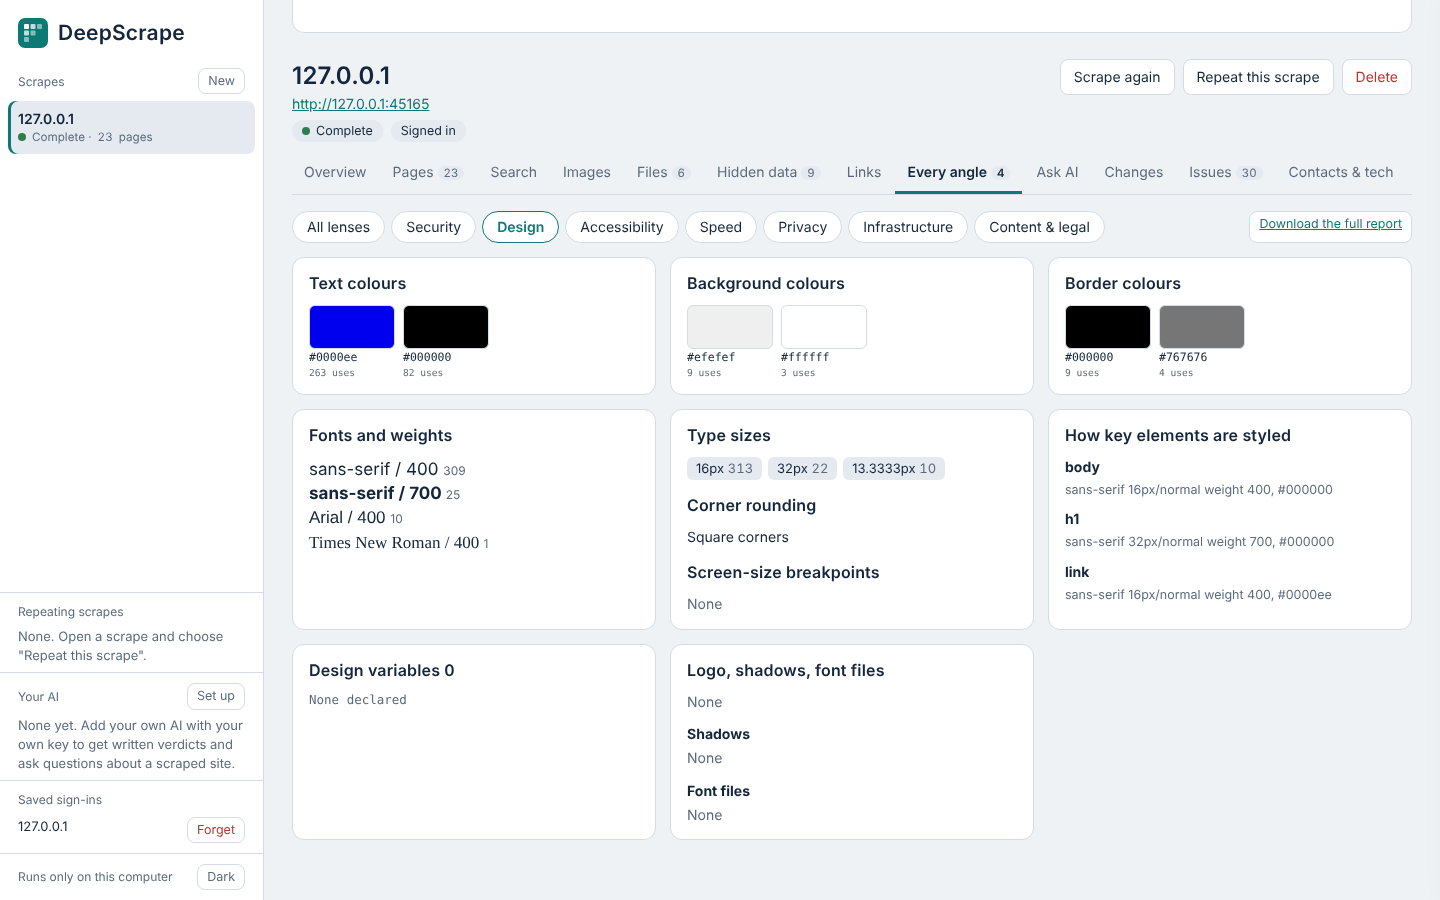 DeepScrape
Scrapes
New
127.0.0.1
Complete · 23 pages
Repeating scrapes
None. Open a scrape and choose
"Repeat this scrape".
Your AI
Set up
None yet. Add your own AI with your
own key to get written verdicts and
ask questions about a scraped site.
Saved sign-ins
127.0.0.1
Forget
Runs only on this computer
Dark
127.0.0.1
http://127.0.0.1:45165
Complete
Signed in
Scrape again
Repeat this scrape
Delete
Overview
Pages 23
Search
Images
Files 6
Hidden data 9
Links
Every angle 4
Ask AI
Changes
Issues 30
Contacts & tech
All lenses
Security
Design
Accessibility
Speed
Privacy
Infrastructure
Content & legal
Download the full report
Text colours
#0000ee
263 uses
#000000
82 uses
Background colours
#efefef
9 uses
#ffffff
3 uses
Border colours
#000000
9 uses
#767676
4 uses
Fonts and weights
sans-serif / 400 309
sans-serif / 700 25
Arial / 400 10
Times New Roman / 400 1
Type sizes
16px 313
32px 22
13.3333px 10
Corner rounding
Square corners
Screen-size breakpoints
None
How key elements are styled
body
sans-serif 16px/normal weight 400, #000000
h1
sans-serif 32px/normal weight 700, #000000
link
sans-serif 16px/normal weight 400, #0000ee
Design variables 0
None declared
Logo, shadows, font files
None
Shadows
None
Font files
None